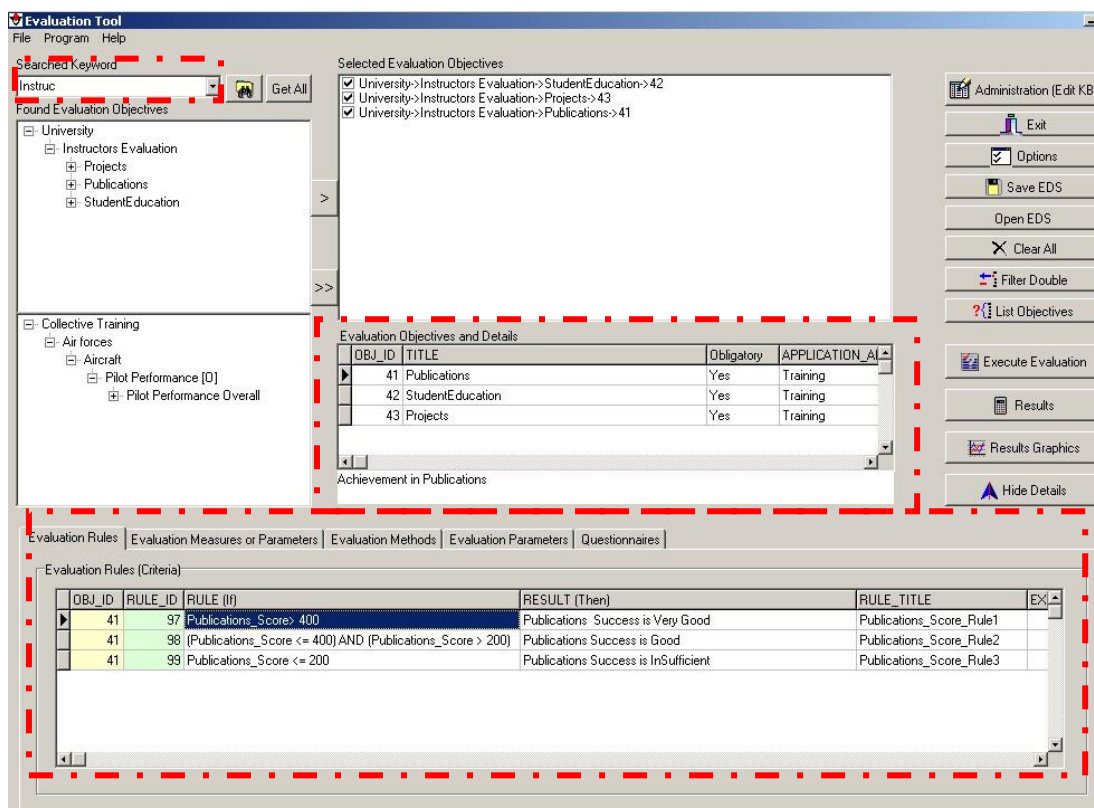 Evaluation Tool
File Program Help
Searched Keyword
Instruc
Get All
Found Evaluation Objectives
University
Instructors Evaluation
Projects
Publications
StudentEducation
>
>>
Collective Training
Air forces
Aircraft
Pilot Performance [O]
Pilot Performance Overall
Selected Evaluation Objectives
University->Instructors Evaluation->StudentEducation->42
University->Instructors Evaluation->Projects->43
University->Instructors Evaluation->Publications->41
Evaluation Objectives and Details
OBJ_ID TITLE Obligatory APPLICATION_A
41 Publications Yes Training
42 StudentEducation Yes Training
43 Projects Yes Training
Achievement in Publications
Administration (Edit KB
Exit
Options
Save EDS
Open EDS
Clear All
Filter Double
?{ List Objectives
Execute Evaluation
Results
Results Graphics
Hide Details
Evaluation Rules Evaluation Measures or Parameters Evaluation Methods Evaluation Parameters Questionnaires
Evaluation Rules (Criteria)
OBJ_ID RULE_ID RULE (If) RESULT (Then) RULE_TITLE EX
41 97 Publications_Score> 400 Publications Success is Very Good Publications_Score_Rule1
41 98 (Publications_Score <= 400) AND (Publications_Score > 200) Publications Success is Good Publications_Score_Rule2
41 99 Publications_Score <= 200 Publications Success is InSufficient Publications_Score_Rule3